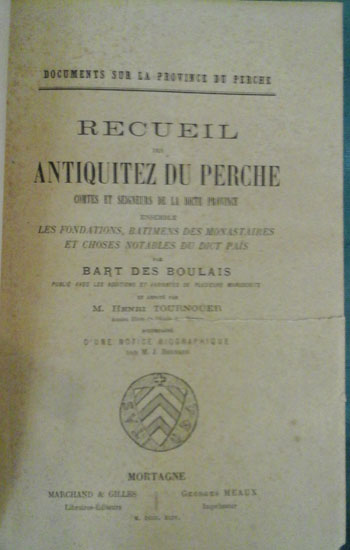 DOCUMENTS SUR LA PROVINCE DU PERCHE
RECUEIL
DES
ANTIQUITEZ DU PERCHE
COMTES ET SEIGNEURS DE LA DICTE PROVINCE
ENSEMBLE
LES FONDATIONS, BATIMENS DES MONASTAIRES
ET CHOSES NOTABLES DU DICT PAÏS
PAR
BART DES BOULAIS
PUBLIÉ AVEC LES ADDITIONS ET VARIANTES DE PLUSIEURS MANUSCRITS
ET ANNOTÉ PAR
M. HENRI TOURNOUER
ACCOMPAGNÉ
D'UNE NOTICE BIOGRAPHIQUE
PAR M. J.
MORTAGNE
MARCHAND & GILLES
Libraires-Éditeurs
GEORGES MEAUX
Imprimeur